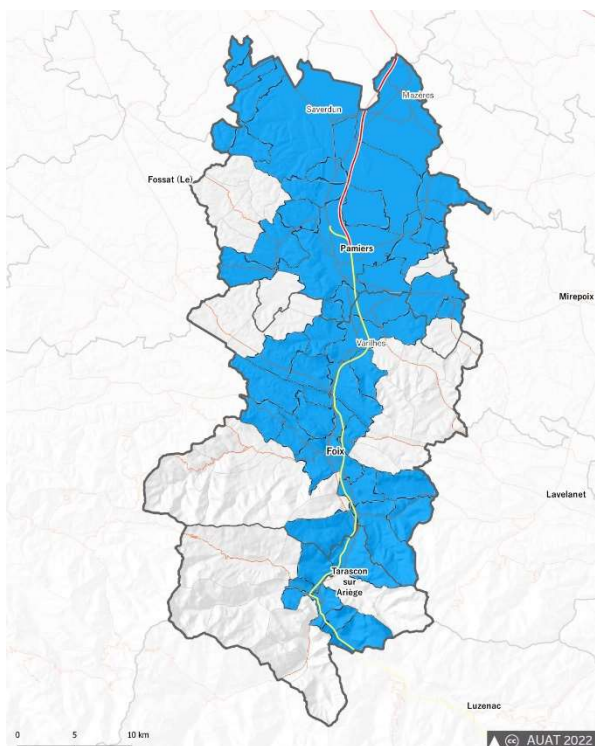 Mazères
Saverdun
Fossat (Le)
Pamiers
Mirepoix
Varilhes
Foix
Lavelanet
Tarascon
sur
Ariège
Luzenac
0 5 10 km
cc AUAT 2022